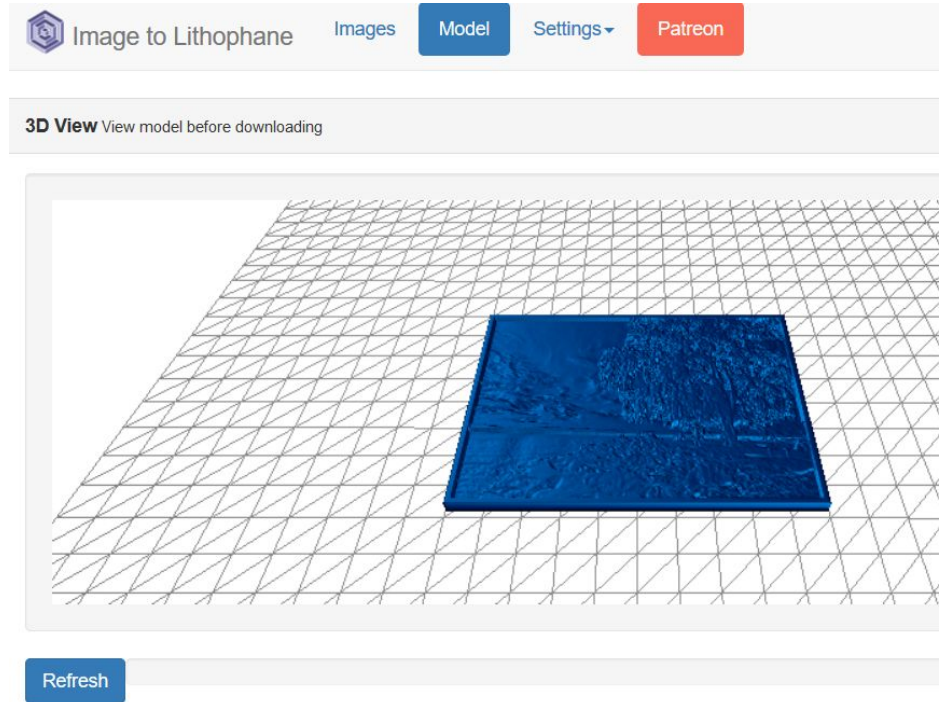 Image to Lithophane Images Model Settings Patreon
3D View View model before downloading
Refresh